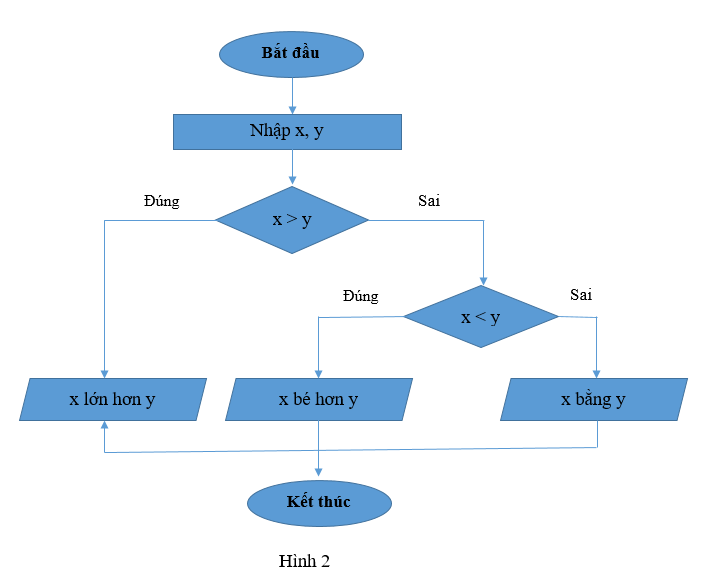 Bắt đầu
Nhập x, y
Đúng
Sai
x > y
Đúng
Sai
x < y
x lớn hơn y
x bé hơn y
x bằng y
Kết thúc
Hình 2